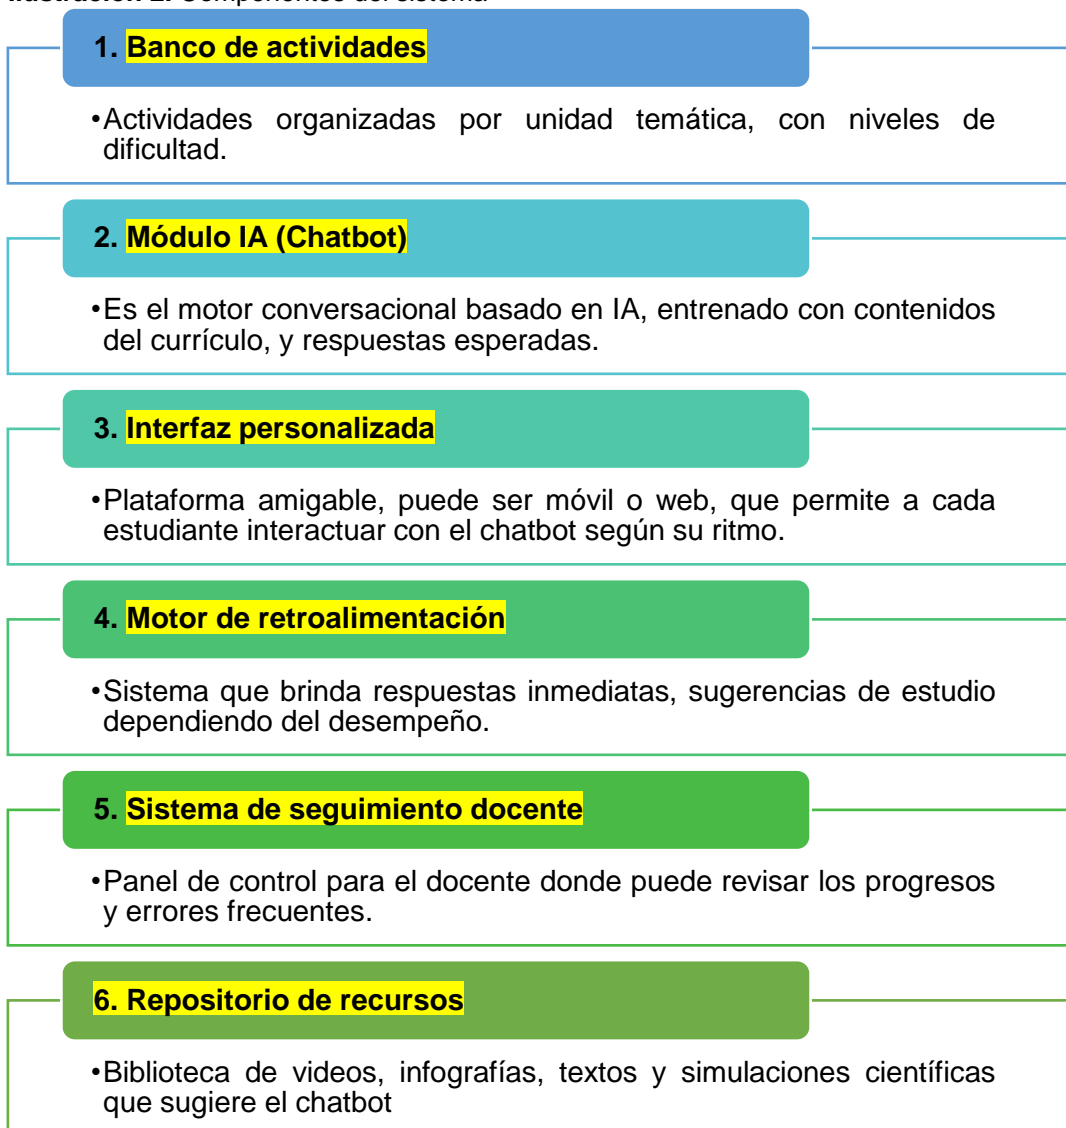 Ilustración 2. Componentes del sistema
1. Banco de actividades
•Actividades organizadas por unidad temática, con niveles de
dificultad.
2. Módulo IA (Chatbot)
•Es el motor conversacional basado en IA, entrenado con contenidos
del currículo, y respuestas esperadas.
3. Interfaz personalizada
•Plataforma amigable, puede ser móvil o web, que permite a cada
estudiante interactuar con el chatbot según su ritmo.
4. Motor de retroalimentación
•Sistema que brinda respuestas inmediatas, sugerencias de estudio
dependiendo del desempeño.
5. Sistema de seguimiento docente
•Panel de control para el docente donde puede revisar los progresos
y errores frecuentes.
6. Repositorio de recursos
•Biblioteca de videos, infografías, textos y simulaciones científicas
que sugiere el chatbot